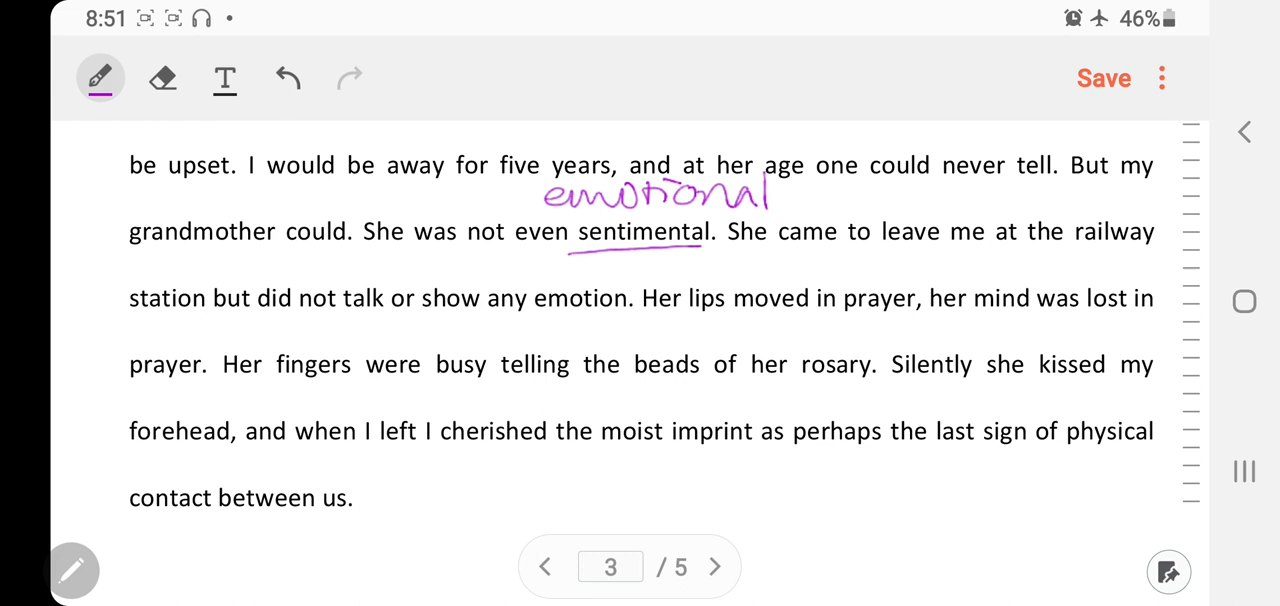 8:51 46%
T Save
be upset. I would be away for five years, and at her age one could never tell. But my
emotional
grandmother could. She was not even sentimental. She came to leave me at the railway
station but did not talk or show any emotion. Her lips moved in prayer, her mind was lost in
prayer. Her fingers were busy telling the beads of her rosary. Silently she kissed my
forehead, and when I left I cherished the moist imprint as perhaps the last sign of physical
contact between us.
3 / 5